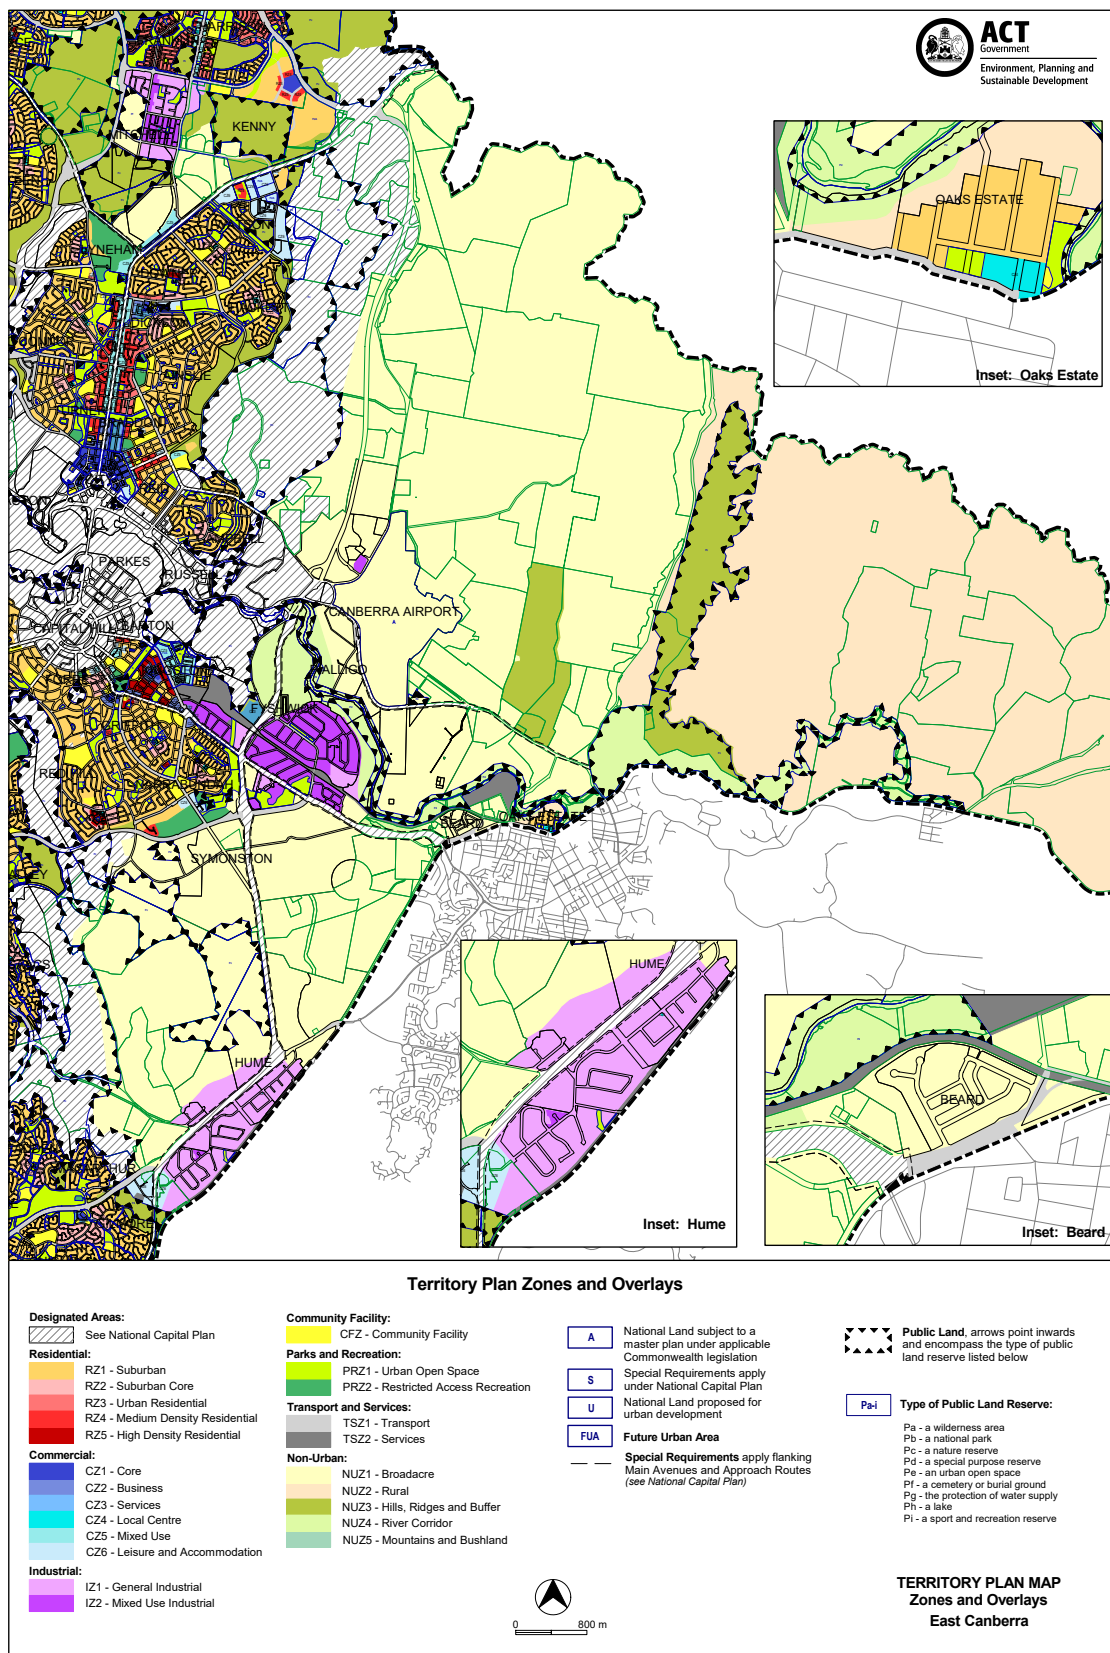 ACT
Government
Environment, Planning and
Sustainable Development
KENNY
OAKS ESTATE
Inset: Oaks Estate
AINSLIE
CAMPBELL
PARKES
RUSSELL
CANBERRA AIRPORT
CAPITAL HILL
BARTON
FYSHWICK
RED HILL
OAKS ESTATE
BEARD
SYMONSTON
HUME
HUME
Inset: Hume
BEARD
Inset: Beard
Territory Plan Zones and Overlays
Designated Areas:
See National Capital Plan
Residential:
RZ1 - Suburban
RZ2 - Suburban Core
RZ3 - Urban Residential
RZ4 - Medium Density Residential
RZ5 - High Density Residential
Commercial:
CZ1 - Core
CZ2 - Business
CZ3 - Services
CZ4 - Local Centre
CZ5 - Mixed Use
CZ6 - Leisure and Accommodation
Industrial:
IZ1 - General Industrial
IZ2 - Mixed Use Industrial
Community Facility:
CFZ - Community Facility
Parks and Recreation:
PRZ1 - Urban Open Space
PRZ2 - Restricted Access Recreation
Transport and Services:
TSZ1 - Transport
TSZ2 - Services
Non-Urban:
NUZ1 - Broadacre
NUZ2 - Rural
NUZ3 - Hills, Ridges and Buffer
NUZ4 - River Corridor
NUZ5 - Mountains and Bushland
0 800 m
A National Land subject to a
master plan under applicable
Commonwealth legislation
S Special Requirements apply
under National Capital Plan
U National Land proposed for
urban development
FUA Future Urban Area
Special Requirements apply flanking
Main Avenues and Approach Routes
(see National Capital Plan)
Public Land, arrows point inwards
and encompass the type of public
land reserve listed below
Pa-i Type of Public Land Reserve:
Pa - a wilderness area
Pb - a national park
Pc - a nature reserve
Pd - a special purpose reserve
Pe - an urban open space
Pf - a cemetery or burial ground
Pg - the protection of water supply
Ph - a lake
Pi - a sport and recreation reserve
TERRITORY PLAN MAP
Zones and Overlays
East Canberra